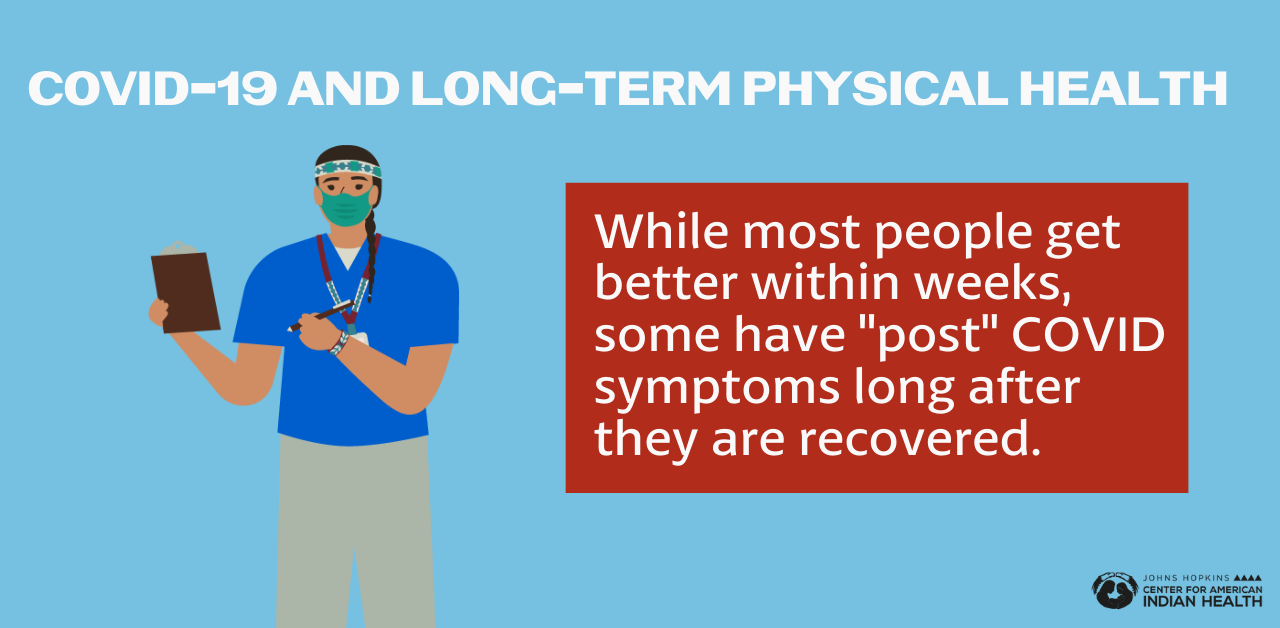 COVID-19 AND LONG-TERM PHYSICAL HEALTH
While most people get
better within weeks,
some have "post" COVID
symptoms long after
they are recovered.
JOHNS HOPKINS
CENTER FOR AMERICAN
INDIAN HEALTH